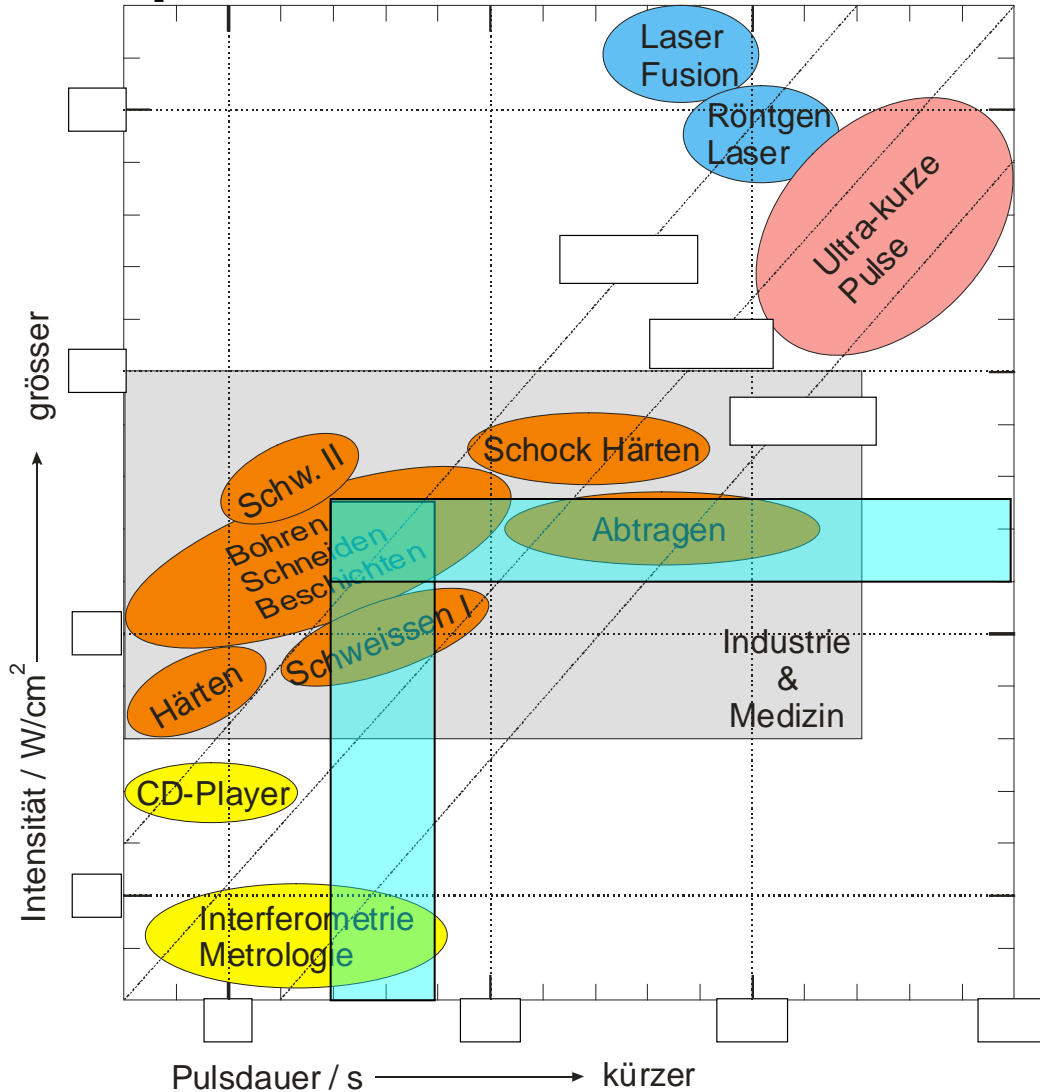 Laser
Fusion
Röntgen
Laser
Ultra-kurze
Pulse
Schock Härten
Schw. II
Abtragen
Bohren
Schneiden
Beschichten
Schweissen I
Härten
Industrie
&
Medizin
CD-Player
Interferometrie
Metrologie
Intensität / W/cm² → grösser
Pulsdauer / s → kürzer